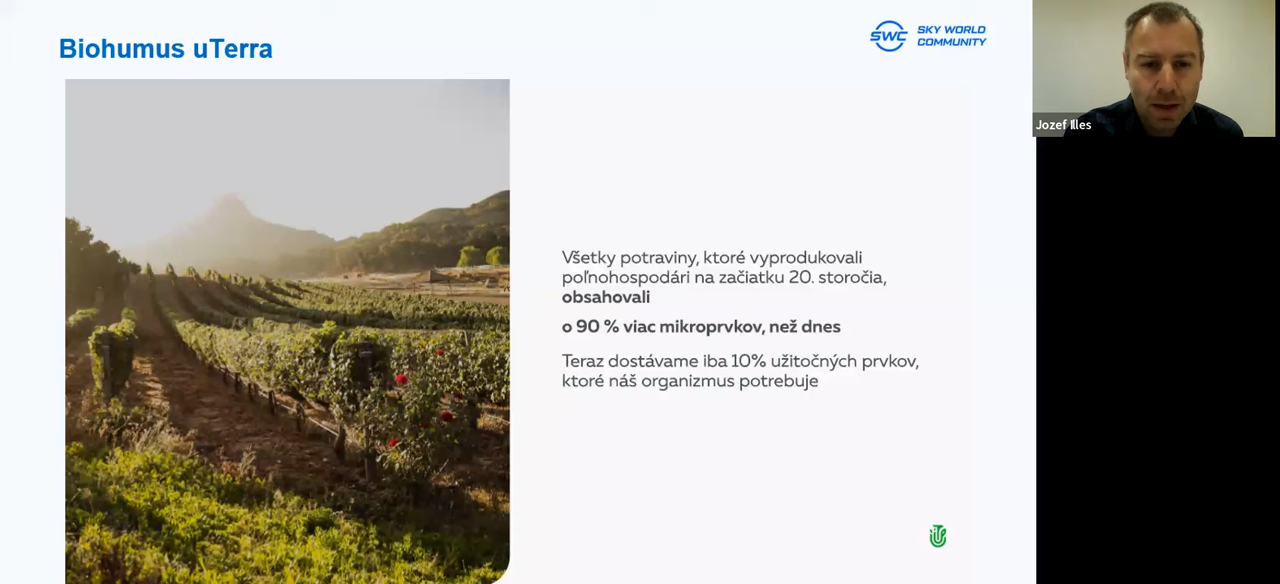 Biohumus uTerra
SWC
SKY WORLD
COMMUNITY
Jozef Illes
Všetky potraviny, ktoré vyprodukovali
poľnohospodári na začiatku 20. storočia,
obsahovali
o 90 % viac mikroprvkov, než dnes
Teraz dostávame iba 10% užitočných prvkov,
ktoré náš organizmus potrebuje